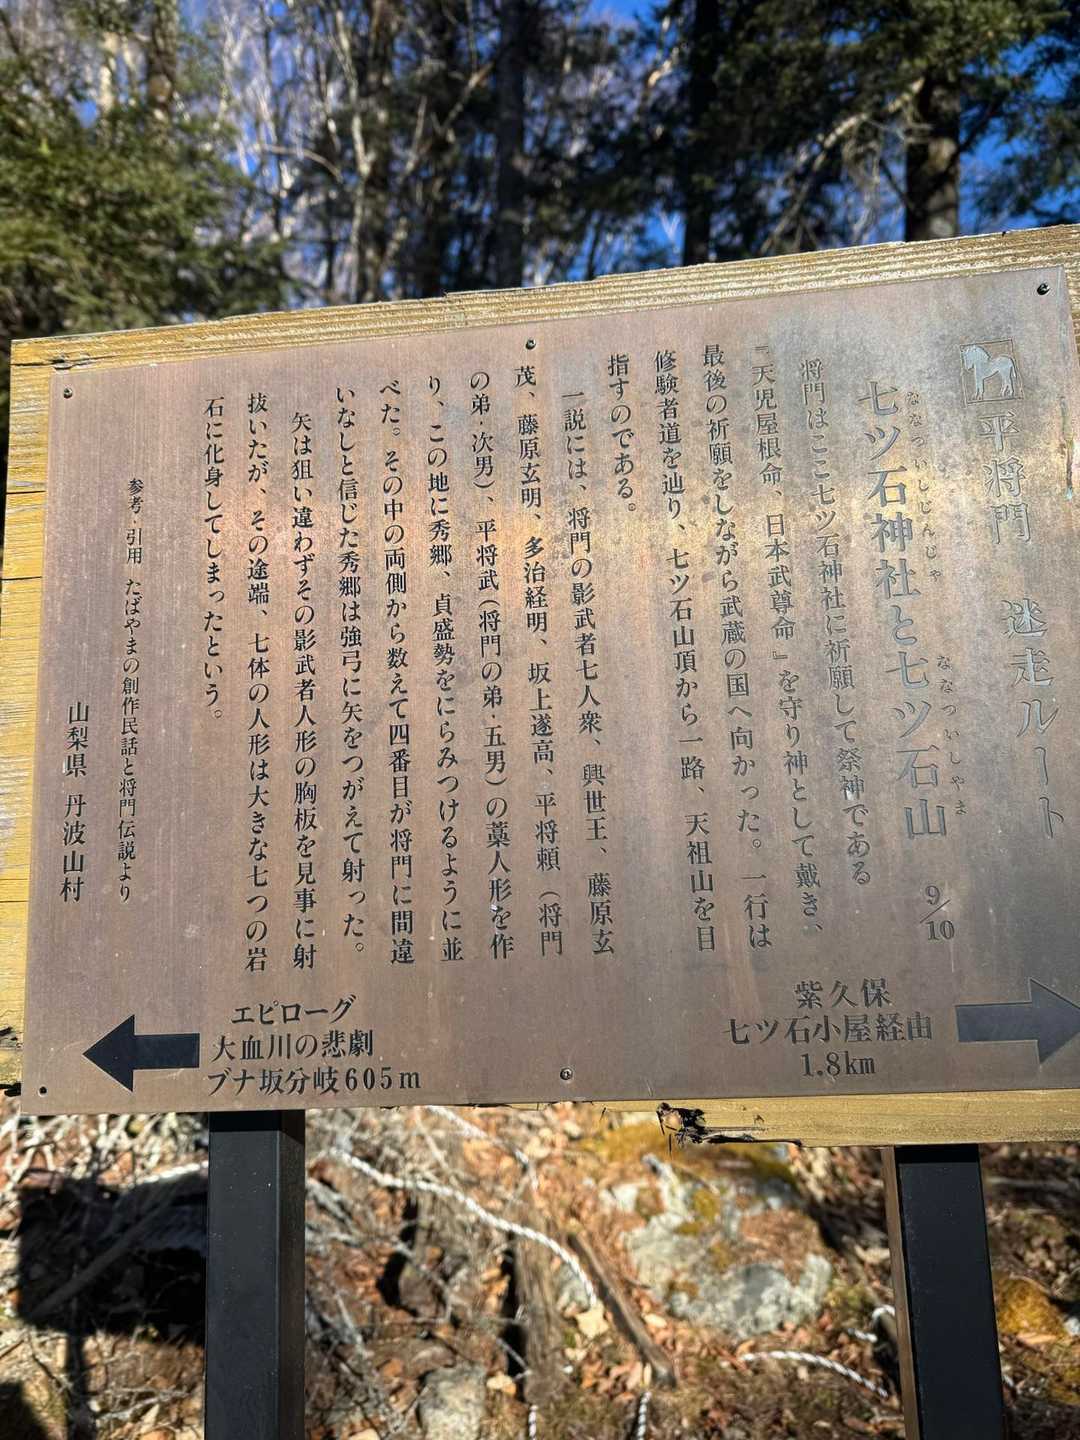 平将門 迷走ルート
七ツ石神社と七ツ石山 9/10
ななついしじんじゃ ななついしやま
将門はここ七ツ石神社に祈願して祭神である
『天児屋根命、日本武尊命』を守り神として戴き、
最後の祈願をしながら武蔵の国へ向かった。一行は
修験者道を辿り、七ツ石山頂から一路、天祖山を目
指すのである。
一説には、将門の影武者七人衆、興世王、藤原玄
茂、藤原玄明、多治経明、坂上遂高、平将頼(将門
の弟・次男)、平将武(将門の弟・五男)の藁人形を作
り、この地に秀郷、貞盛勢をにらみつけるように並
べた。その中の両側から数えて四番目が将門に間違
いなしと信じた秀郷は強弓に矢をつがえて射った。
矢は狙い違わずその影武者人形の胸板を見事に射
抜いたが、その途端、七体の人形は大きな七つの岩
石に化身してしまったという。
参考・引用 たばやまの創作民話と将門伝説より
山梨県 丹波山村
紫久保
七ツ石小屋経由
1.8km
エピローグ
大血川の悲劇
ブナ坂分岐605m